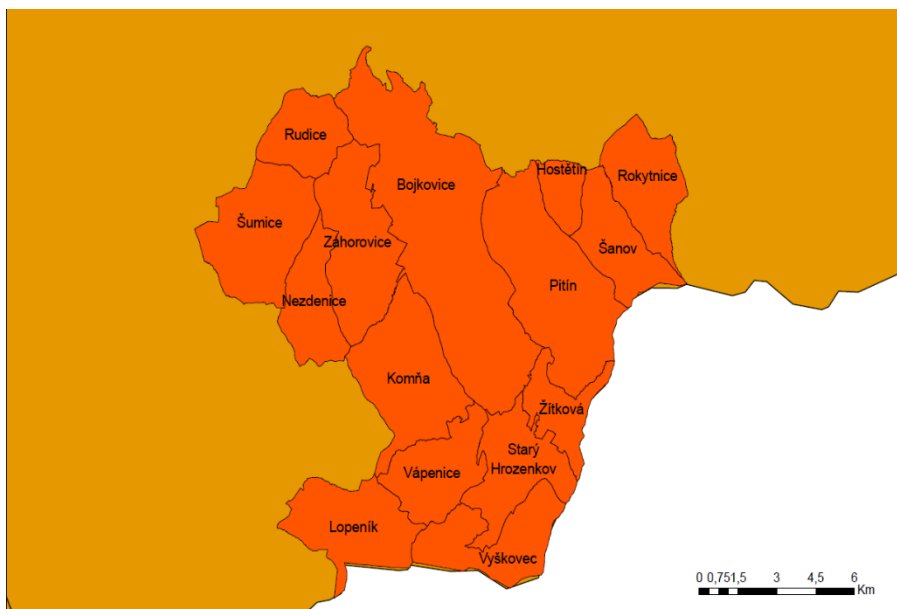 Rudice
Hostětín
Rokytnice
Bojkovice
Šumice
Záhorovice
Šanov
Pitín
Nezdenice
Komňa
Žítková
Starý
Hrozenkov
Vápenice
Lopeník
Vyškovec
0 0,751,5 3 4,5 6
Km